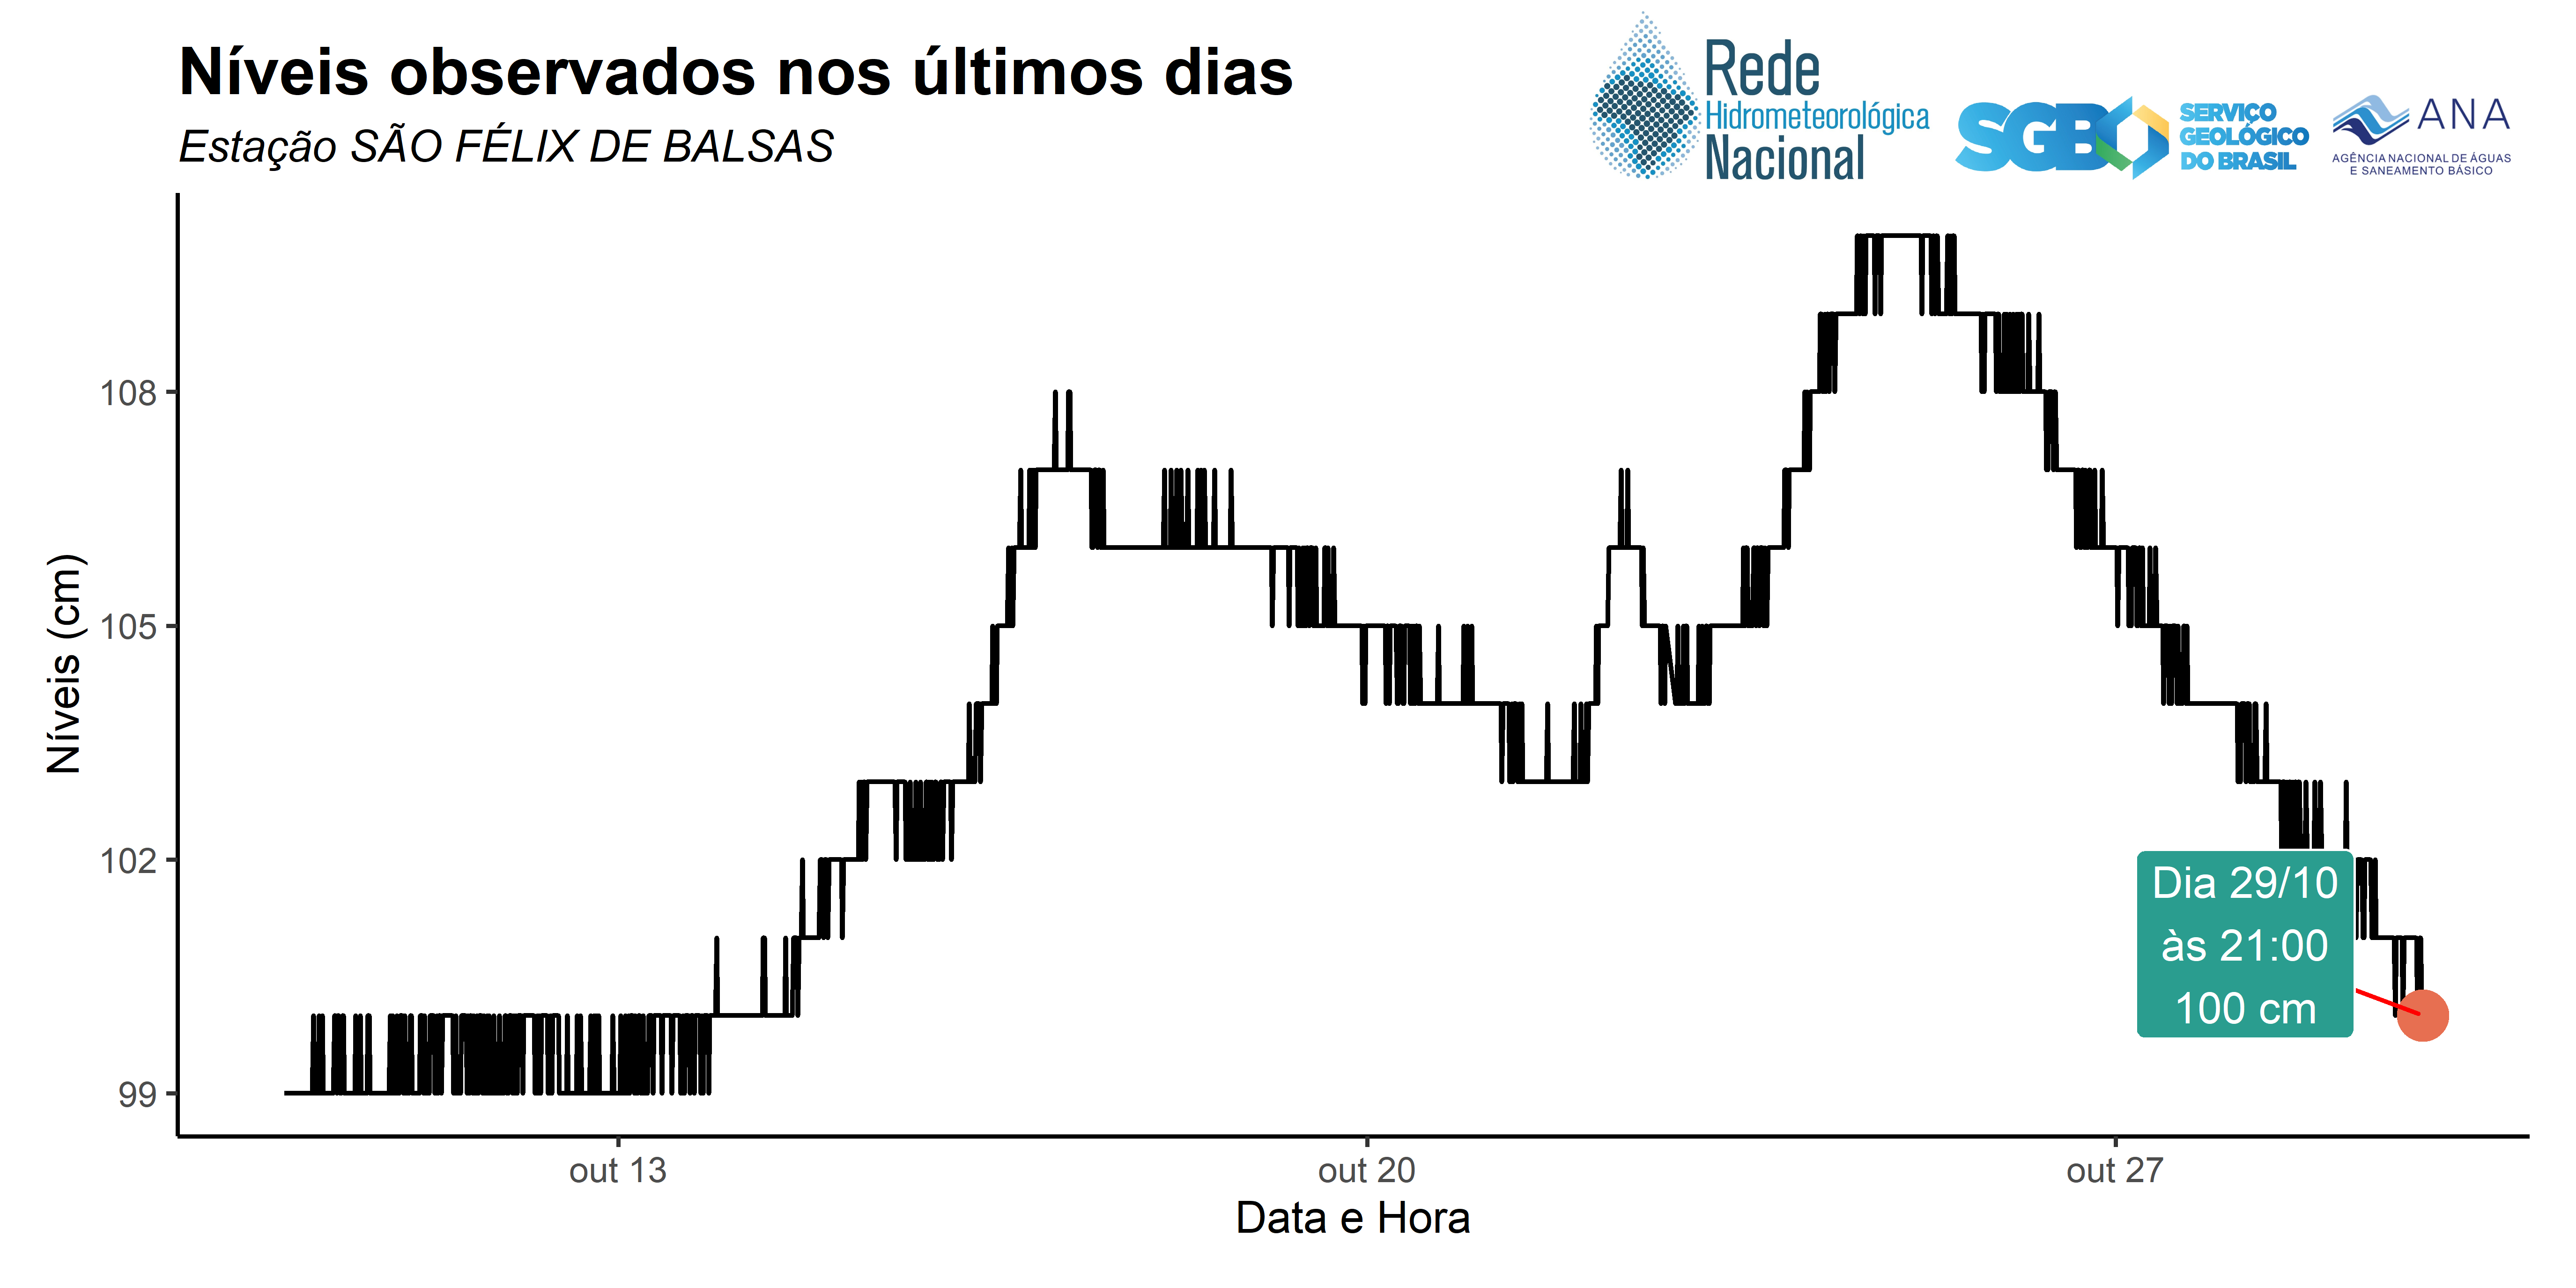 Níveis observados nos últimos dias
Estação SÃO FÉLIX DE BALSAS
Rede
Hidrometeorológica
Nacional
SGB
SERVIÇO
GEOLÓGICO
DO BRASIL
ANA
AGÊNCIA NACIONAL DE ÁGUAS
E SANEAMENTO BÁSICO
Níveis (cm)
108
105
102
99
Dia 29/10
às 21:00
100 cm
out 13
out 20
out 27
Data e Hora